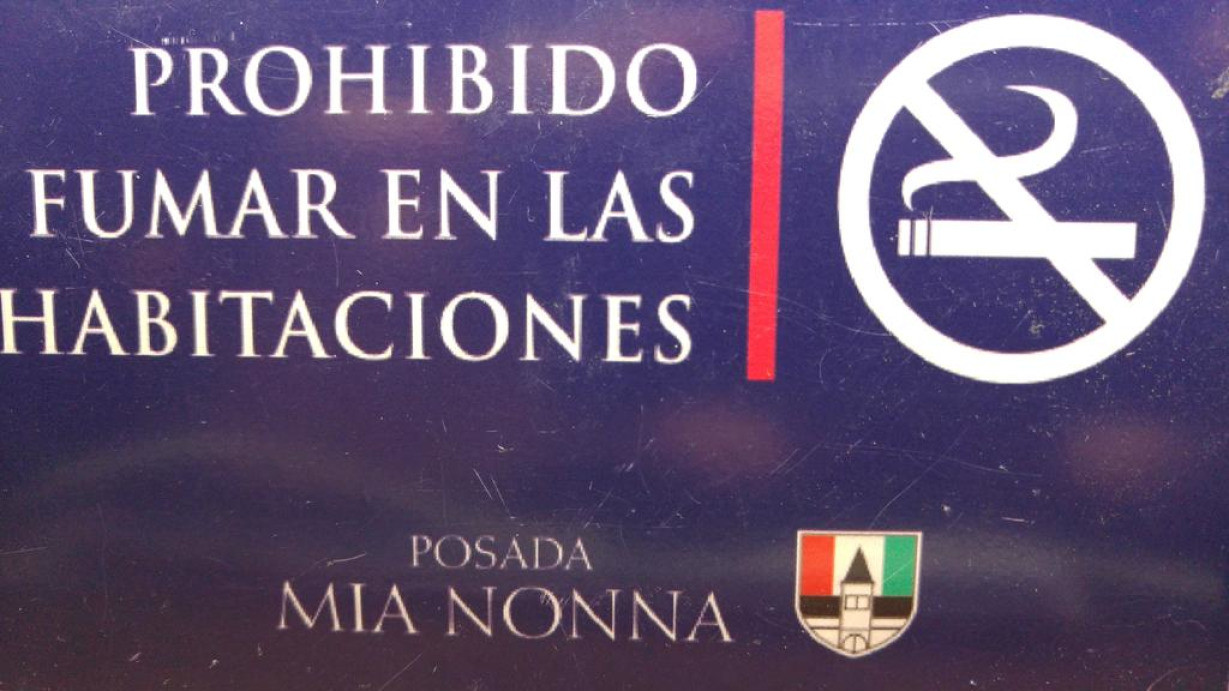 PROHIBIDO
FUMAR EN LAS
HABITACIONES
POSADA
MIA NONNA